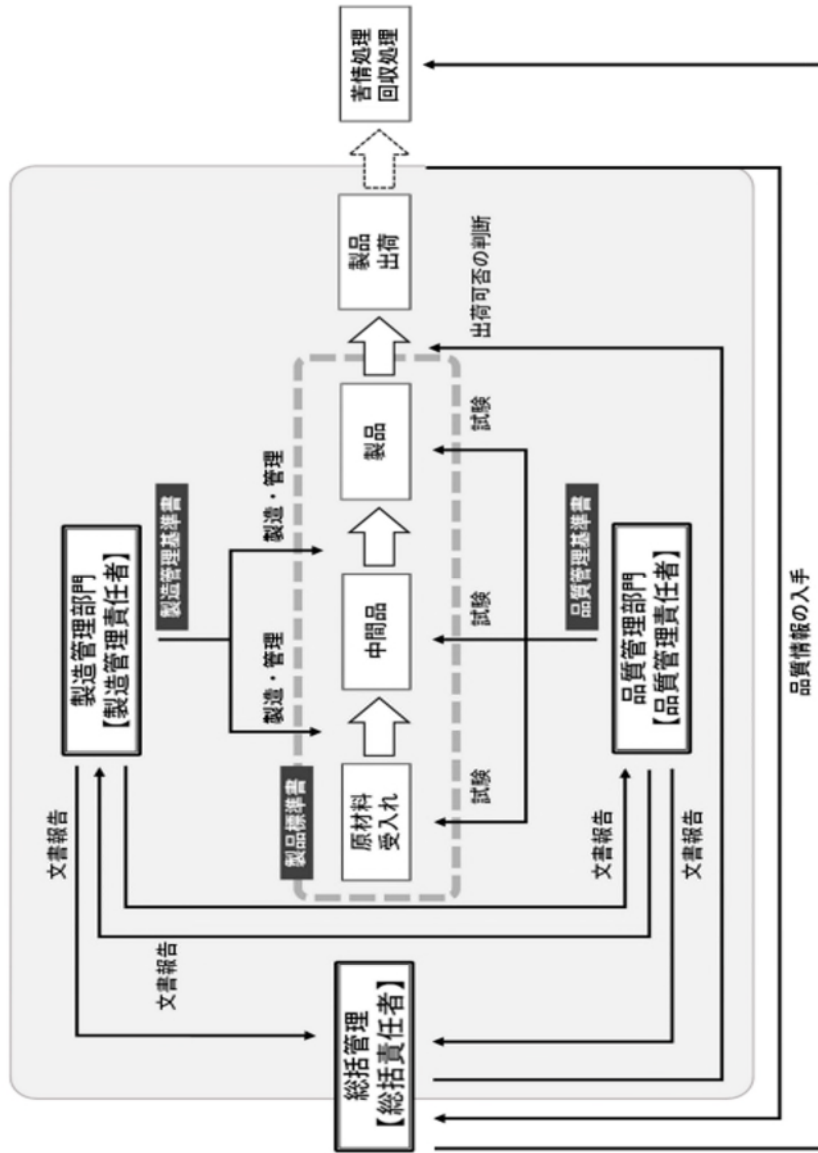 文書報告
製造管理部門
【製造管理責任者】
製造管理基準書
製造・管理
製造・管理
文書報告
総括管理
【総括責任者】
製品標準書
原材料
受入れ
中間品
製品
製品
出荷
苦情処理
回収処理
試験
試験
試験
出荷可否の判断
文書報告
文書報告
品質管理基準書
品質管理部門
【品質管理責任者】
品質情報の入手